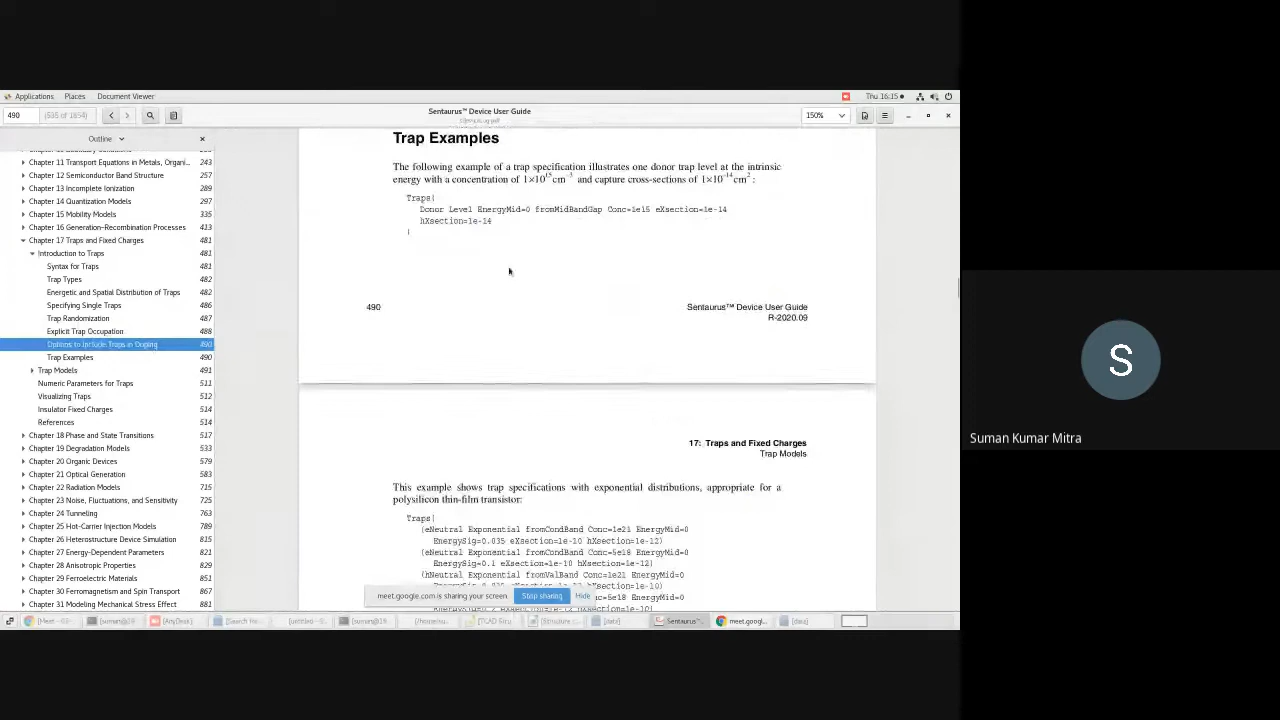 Applications Places Document Viewer Thu 16:15
490 (535 of 1654) Sentaurus™ Device User Guide 150%
Outline
Chapter 11 Transport Equations in Metals, Organi... 243
Chapter 12 Semiconductor Band Structure 257
Chapter 13 Incomplete Ionization 289
Chapter 14 Quantization Models 297
Chapter 15 Mobility Models 335
Chapter 16 Generation–Recombination Processes 413
Chapter 17 Traps and Fixed Charges 481
Introduction to Traps 481
Syntax for Traps 481
Trap Types 482
Energetic and Spatial Distribution of Traps 482
Specifying Single Traps 486
Trap Randomization 487
Explicit Trap Occupation 488
Options to Include Traps in Doping 490
Trap Examples 490
Trap Models 491
Numeric Parameters for Traps 511
Visualizing Traps 512
Insulator Fixed Charges 514
References 514
Chapter 18 Phase and State Transitions 517
Chapter 19 Degradation Models 533
Chapter 20 Organic Devices 579
Chapter 21 Optical Generation 583
Chapter 22 Radiation Models 715
Chapter 23 Noise, Fluctuations, and Sensitivity 725
Chapter 24 Tunneling 763
Chapter 25 Hot-Carrier Injection Models 789
Chapter 26 Heterostructure Device Simulation 815
Chapter 27 Energy-Dependent Parameters 821
Chapter 28 Anisotropic Properties 829
Chapter 29 Ferroelectric Materials 851
Chapter 30 Ferromagnetism and Spin Transport 867
Chapter 31 Modeling Mechanical Stress Effect 881
Trap Examples
The following example of a trap specification illustrates one donor trap level at the intrinsic
energy with a concentration of 1×10¹⁵cm⁻³ and capture cross-sections of 1×10⁻¹⁴cm²:
Traps(
Donor Level EnergyMid=0 fromMidBandGap Conc=1e15 eXsection=1e-14
hXsection=1e-14
)
490 Sentaurus™ Device User Guide
R-2020.09
17: Traps and Fixed Charges
Trap Models
This example shows trap specifications with exponential distributions, appropriate for a
polysilicon thin-film transistor:
Traps(
(eNeutral Exponential fromCondBand Conc=1e21 EnergyMid=0
EnergySig=0.035 eXsection=1e-10 hXsection=1e-12)
(eNeutral Exponential fromCondBand Conc=5e18 EnergyMid=0
EnergySig=0.1 eXsection=1e-10 hXsection=1e-12)
(hNeutral Exponential fromValBand Conc=1e21 EnergyMid=0
meet.google.com is sharing your screen. Stop sharing Hide
[AnyDesk] Sentaurus™... meet.googl... [data]
S
Suman Kumar Mitra